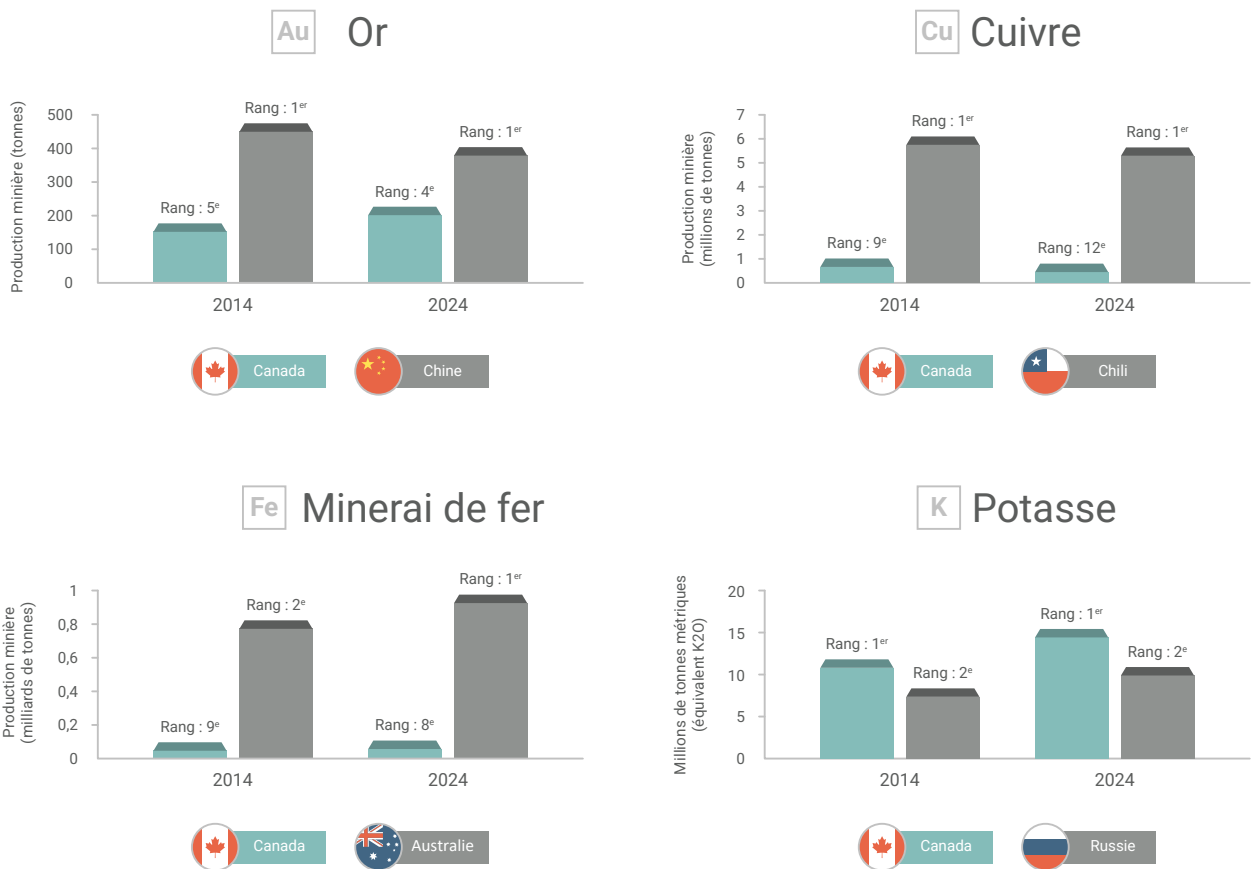 Au Or
Production minière (tonnes)
500
400
300
200
100
0
Rang : 5ᵉ
Rang : 1ᵉʳ
Rang : 4ᵉ
Rang : 1ᵉʳ
2014
2024
Canada
Chine
Cu Cuivre
Production minière
(millions de tonnes)
7
6
5
4
3
2
1
0
Rang : 9ᵉ
Rang : 1ᵉʳ
Rang : 12ᵉ
Rang : 1ᵉʳ
2014
2024
Canada
Chili
Fe Minerai de fer
Production minière
(milliards de tonnes)
1
0,8
0,6
0,4
0,2
0
Rang : 9ᵉ
Rang : 2ᵉ
Rang : 8ᵉ
Rang : 1ᵉʳ
2014
2024
Canada
Australie
K Potasse
Millions de tonnes métriques
(équivalent K2O)
20
15
10
5
0
Rang : 1ᵉʳ
Rang : 2ᵉ
Rang : 1ᵉʳ
Rang : 2ᵉ
2014
2024
Canada
Russie